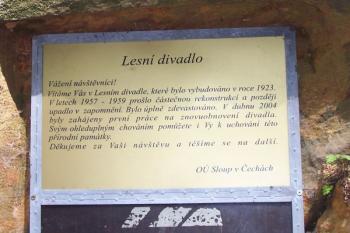 Lesní divadlo
Vážení návštěvníci!
Vítáme Vás v Lesním divadle, které bylo vybudováno v roce 1923.
V letech 1957 - 1959 prošlo částečnou rekonstrukcí a později
upadlo v zapomnění. Bylo úplně zdevastováno. V dubnu 2004
byly zahájeny první práce na znovuobnovení divadla.
Svým ohleduplným chováním pomůžete i Vy k uchování této
přírodní památky.
Děkujeme za Vaši návštěvu a těšíme se na další.
OÚ Sloup v Čechách